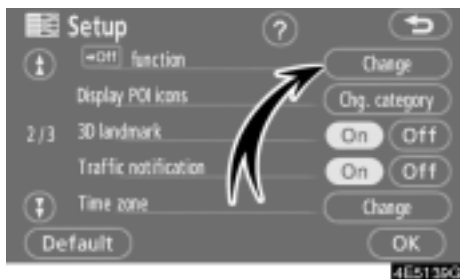 Setup ?
→Off function Change
Display POI icons Chg. category
2/3 3D landmark On Off
Traffic notification On Off
Time zone Change
Default OK
4E5139C